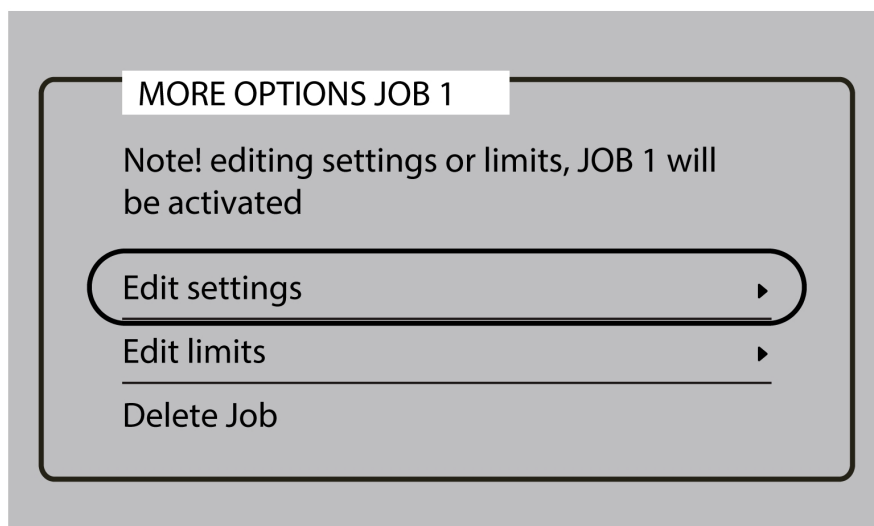 MORE OPTIONS JOB 1
Note! editing settings or limits, JOB 1 will
be activated
Edit settings
Edit limits
Delete Job